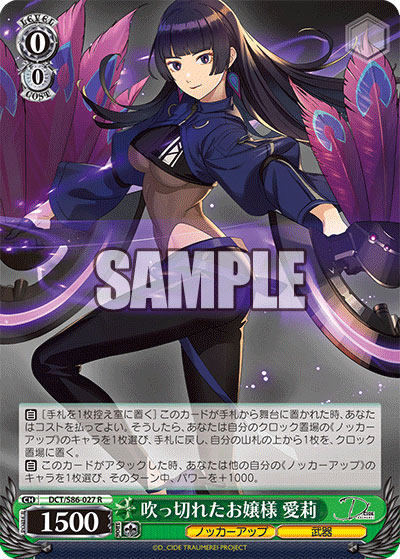 LEVEL
0
0
COST
SAMPLE
自 [手札を1枚控え室に置く] このカードが手札から舞台に置かれた時、あなた
はコストを払ってよい。そうしたら、あなたは自分のクロック置場の《ノッカー
アップ》のキャラを1枚選び、手札に戻し、自分の山札の上から1枚を、クロッ
ク置場に置く。
自 このカードがアタックした時、あなたは他の自分の《ノッカーアップ》の
キャラを1枚選び、そのターン中、パワーを+1000。
CH DCT/S86-027 R
1500
吹っ切れたお嬢様 愛莉
ノッカーアップ
武器
©D_CIDE TRAUMEREI PROJECT